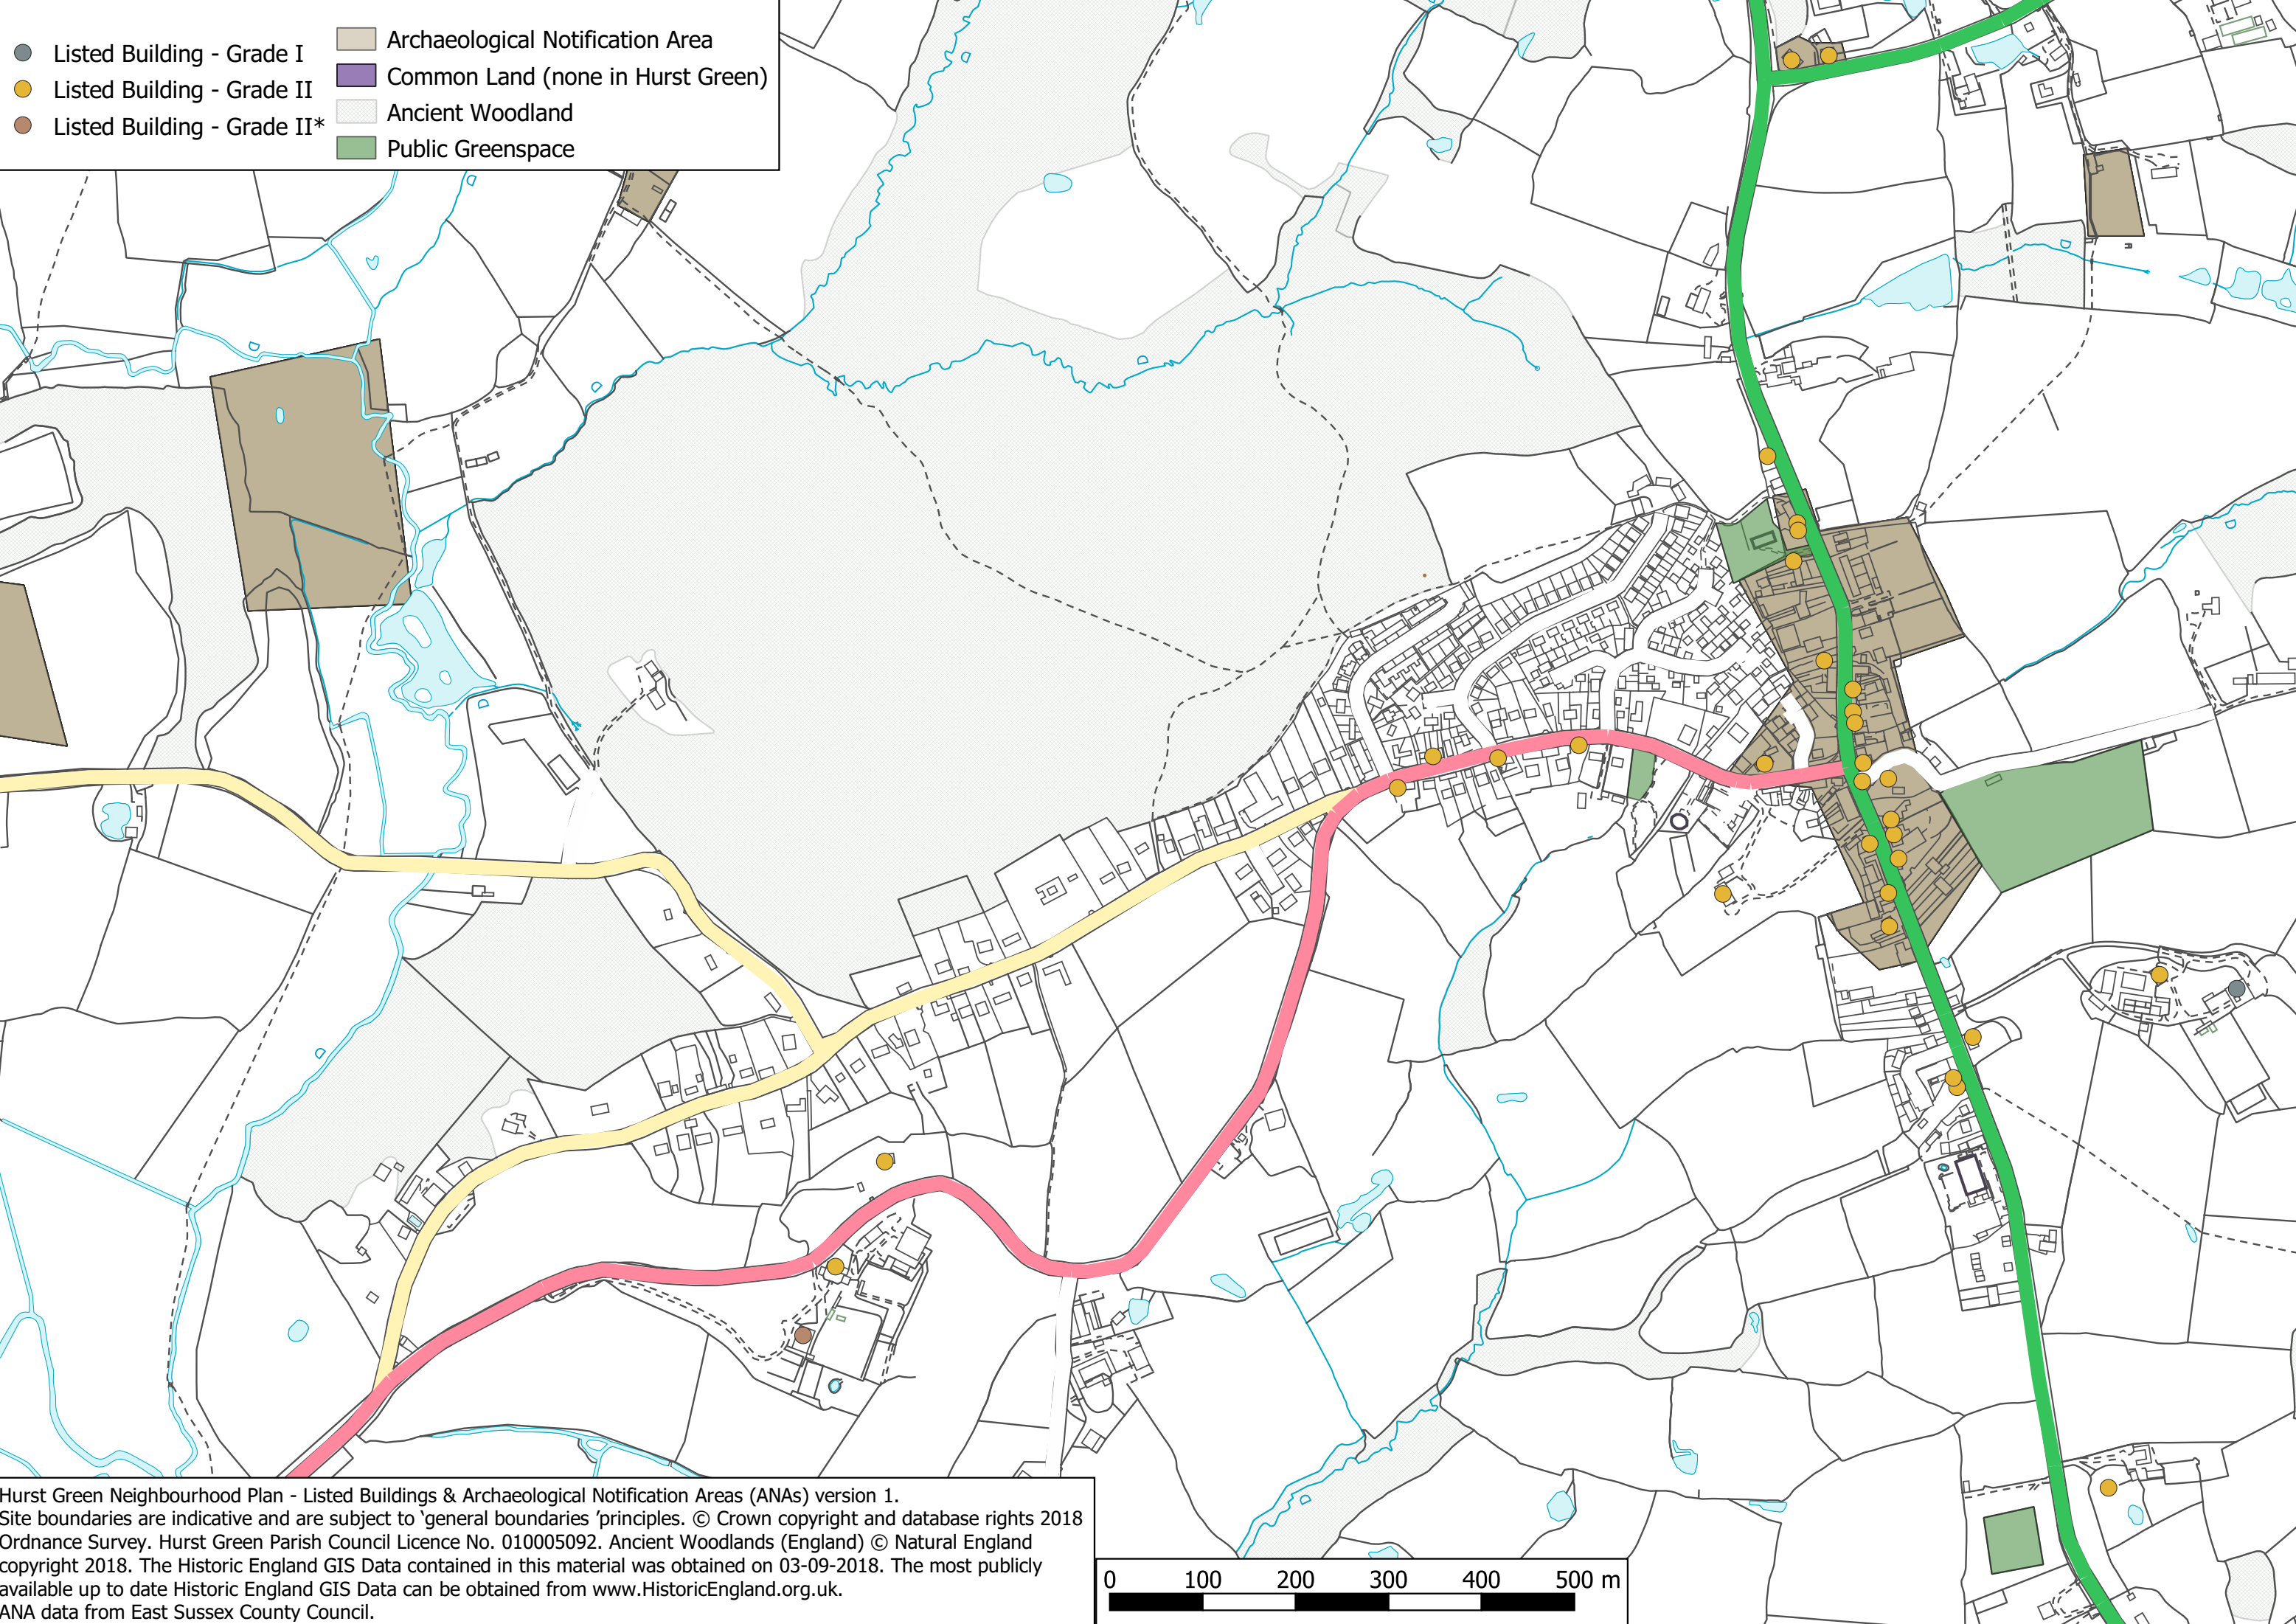 Listed Building - Grade I
Listed Building - Grade II
Listed Building - Grade II*
Archaeological Notification Area
Common Land (none in Hurst Green)
Ancient Woodland
Public Greenspace
Hurst Green Neighbourhood Plan - Listed Buildings & Archaeological Notification Areas (ANAs) version 1.
Site boundaries are indicative and are subject to ‘general boundaries ’principles. © Crown copyright and database rights 2018
Ordnance Survey. Hurst Green Parish Council Licence No. 010005092. Ancient Woodlands (England) © Natural England
copyright 2018. The Historic England GIS Data contained in this material was obtained on 03-09-2018. The most publicly
available up to date Historic England GIS Data can be obtained from www.HistoricEngland.org.uk.
ANA data from East Sussex County Council.
0 100 200 300 400 500 m